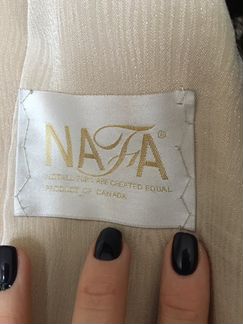 NAFA®
NOT ALL FURS ARE CREATED EQUAL
PRODUCT OF CANADA